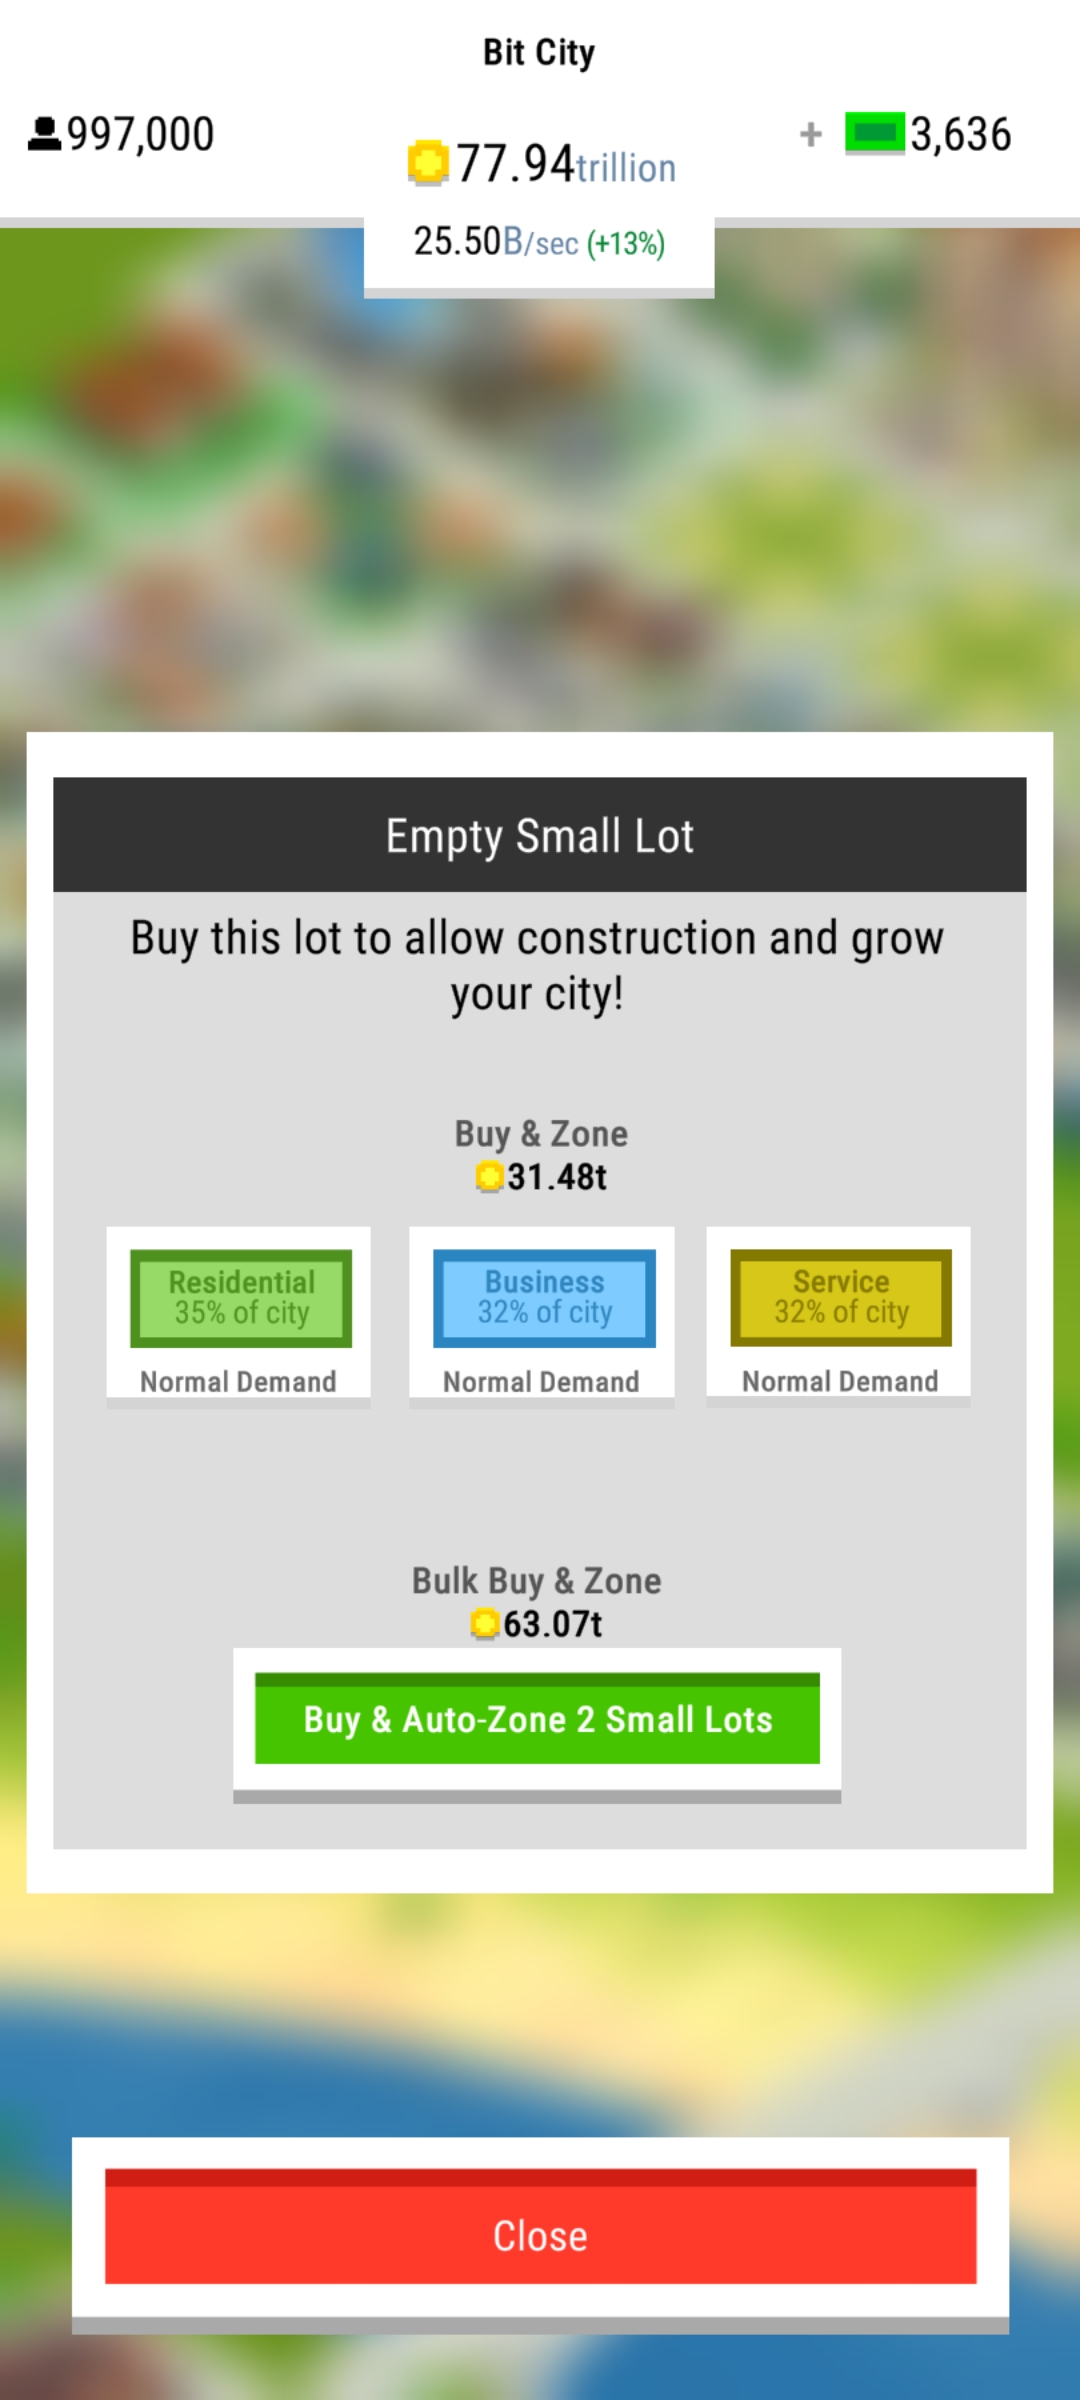 Bit City
997,000
+ 3,636
77.94trillion
25.50B/sec (+13%)
Empty Small Lot
Buy this lot to allow construction and grow
your city!
Buy & Zone
31.48t
Residential
35% of city
Normal Demand
Business
32% of city
Normal Demand
Service
32% of city
Normal Demand
Bulk Buy & Zone
63.07t
Buy & Auto-Zone 2 Small Lots
Close